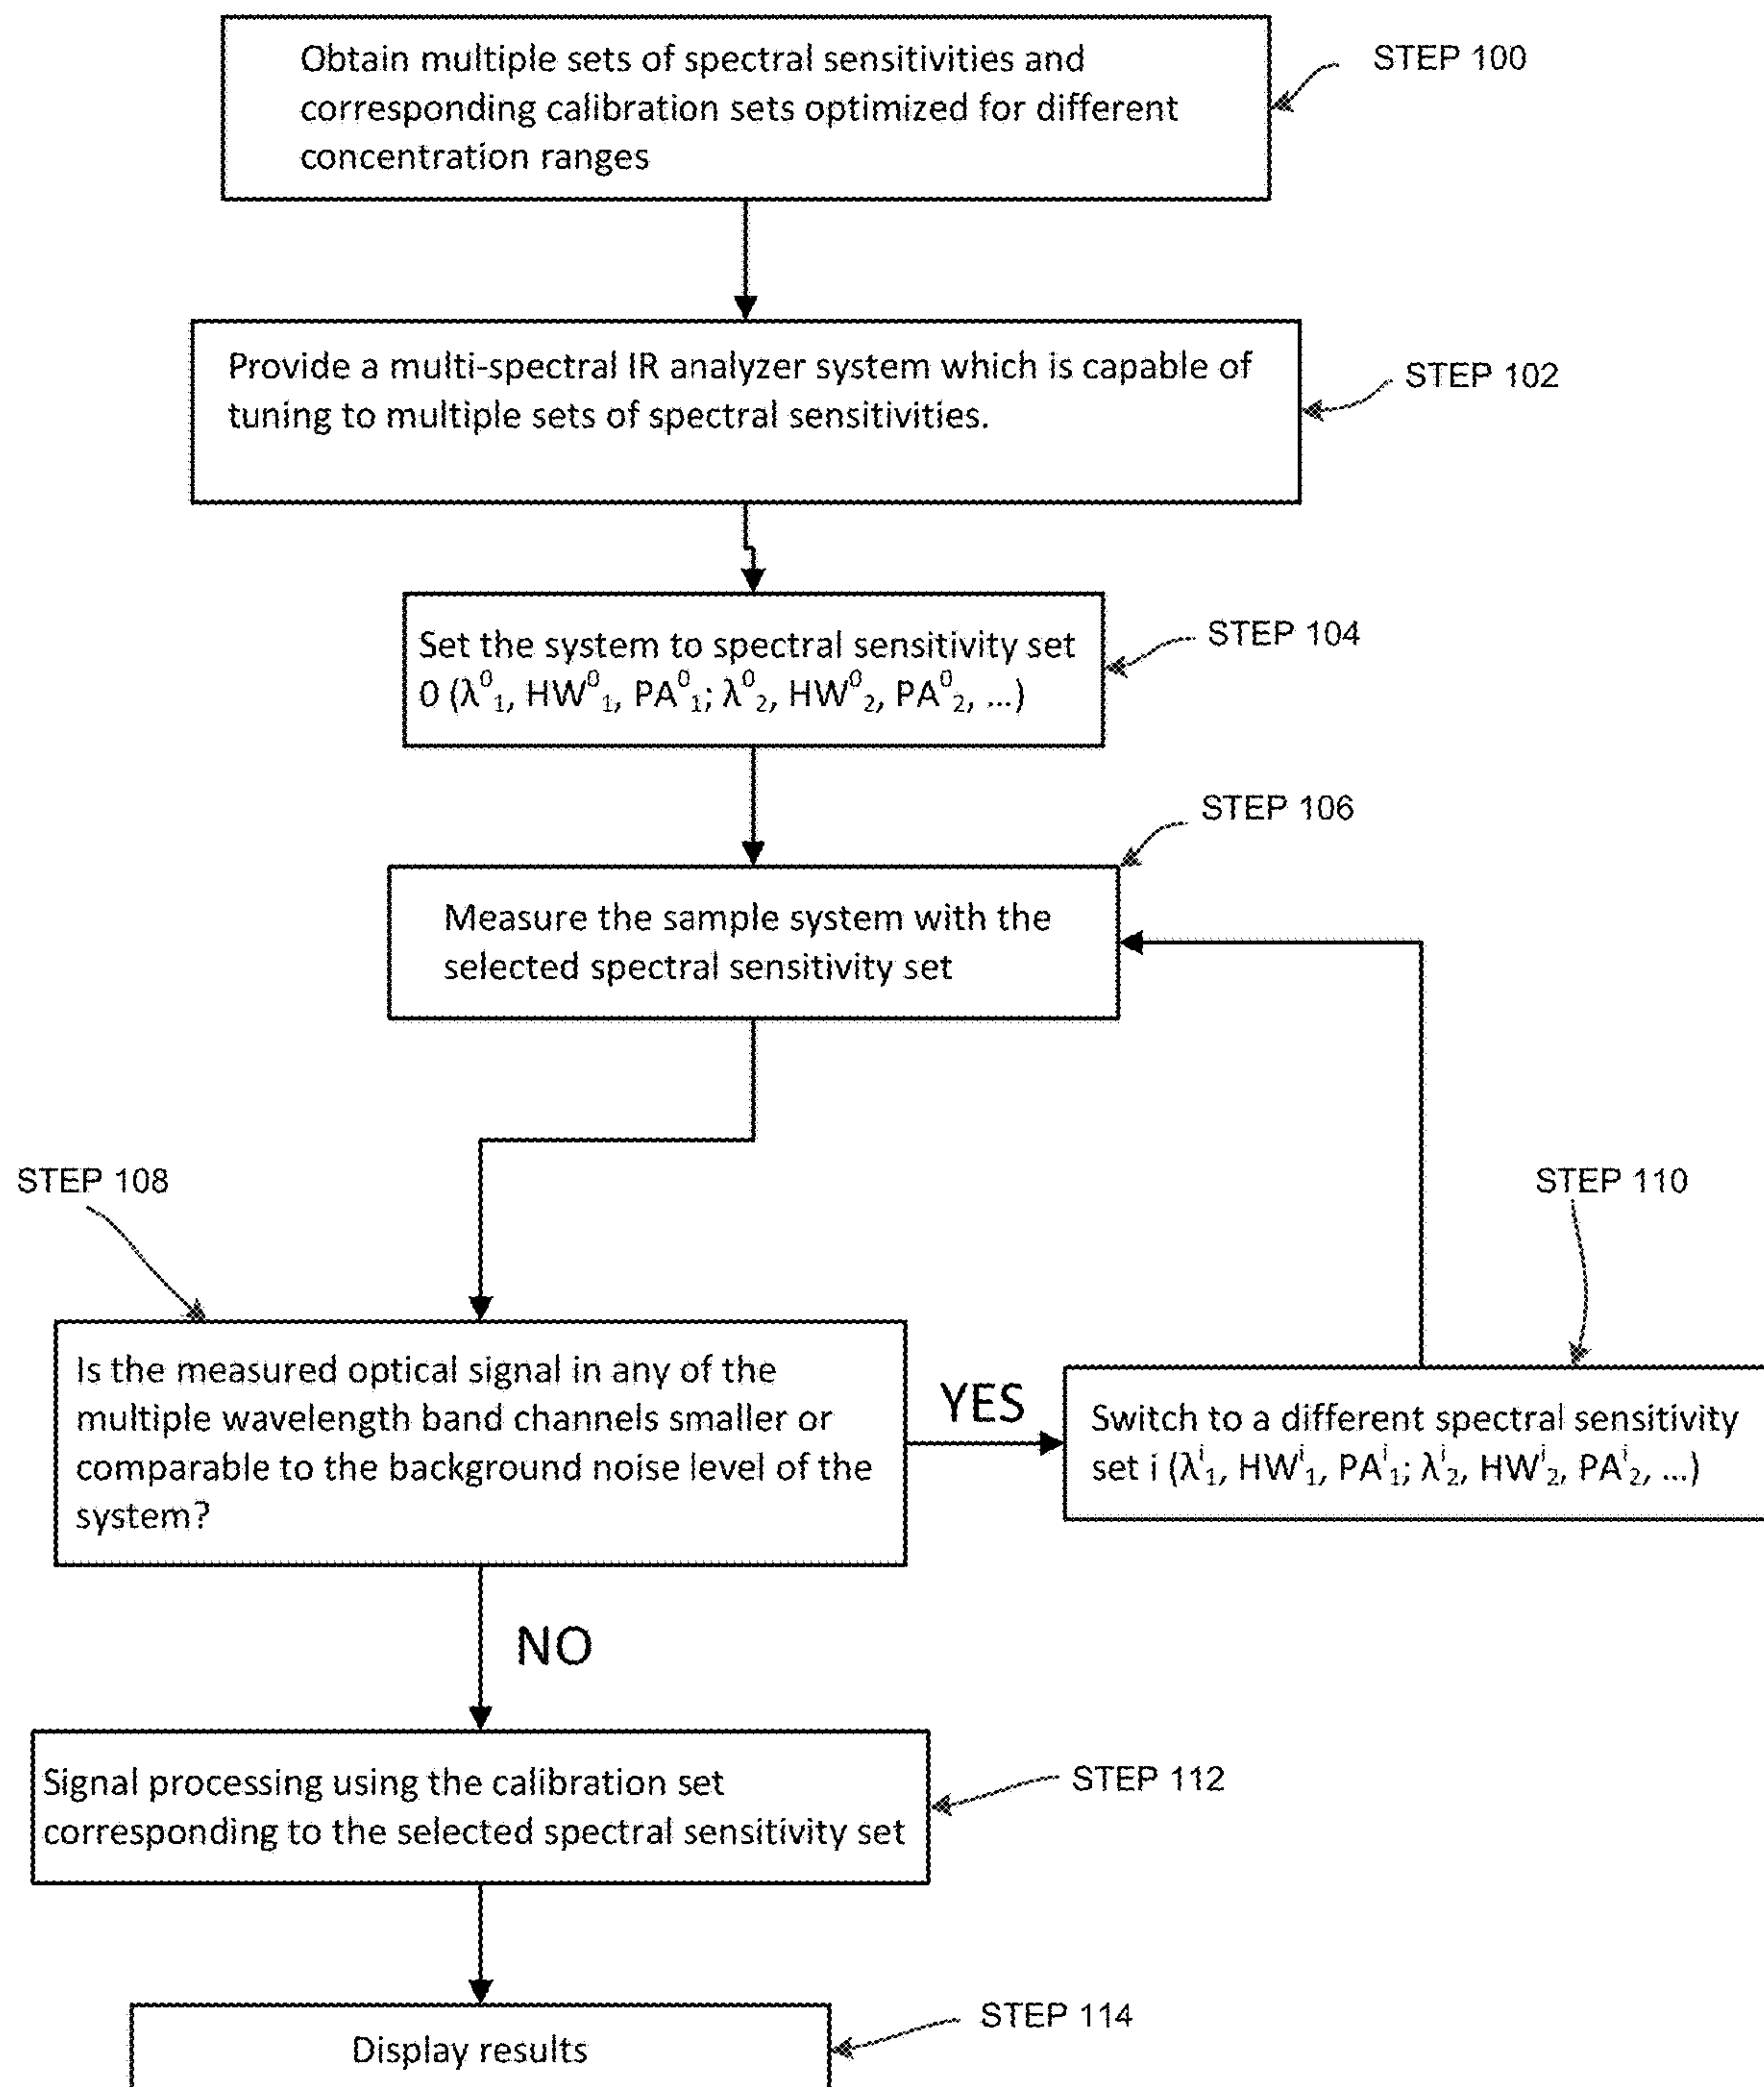 Obtain multiple sets of spectral sensitivities and
corresponding calibration sets optimized for different
concentration ranges
STEP 100
Provide a multi-spectral IR analyzer system which is capable of
tuning to multiple sets of spectral sensitivities.
STEP 102
Set the system to spectral sensitivity set
0 (λ⁰₁, HW⁰₁, PA⁰₁; λ⁰₂, HW⁰₂, PA⁰₂, ...)
STEP 104
STEP 106
Measure the sample system with the
selected spectral sensitivity set
STEP 108
STEP 110
Is the measured optical signal in any of the
multiple wavelength band channels smaller or
comparable to the background noise level of the
system?
YES
Switch to a different spectral sensitivity
set i (λⁱ₁, HWⁱ₁, PAⁱ₁; λⁱ₂, HWⁱ₂, PAⁱ₂, ...)
NO
Signal processing using the calibration set
corresponding to the selected spectral sensitivity set
STEP 112
Display results
STEP 114